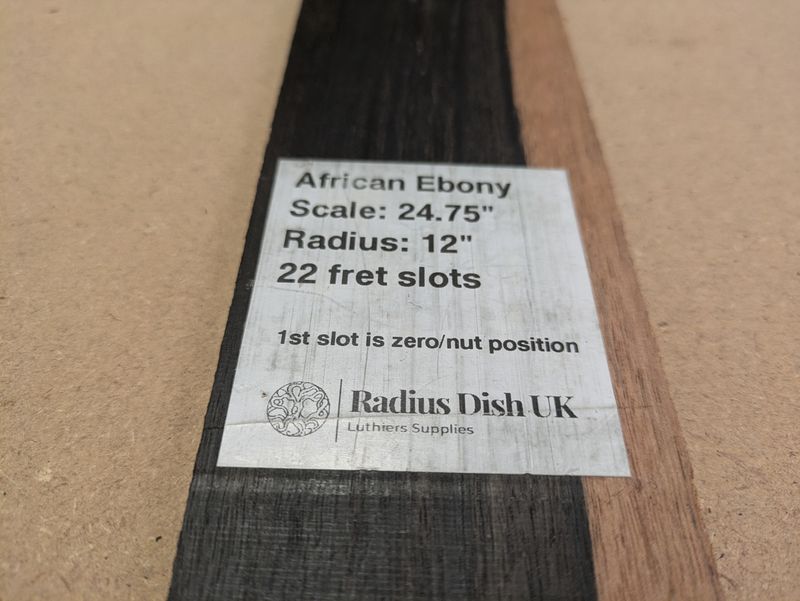 African Ebony
Scale: 24.75"
Radius: 12"
22 fret slots
1st slot is zero/nut position
Radius Dish UK
Luthiers Supplies